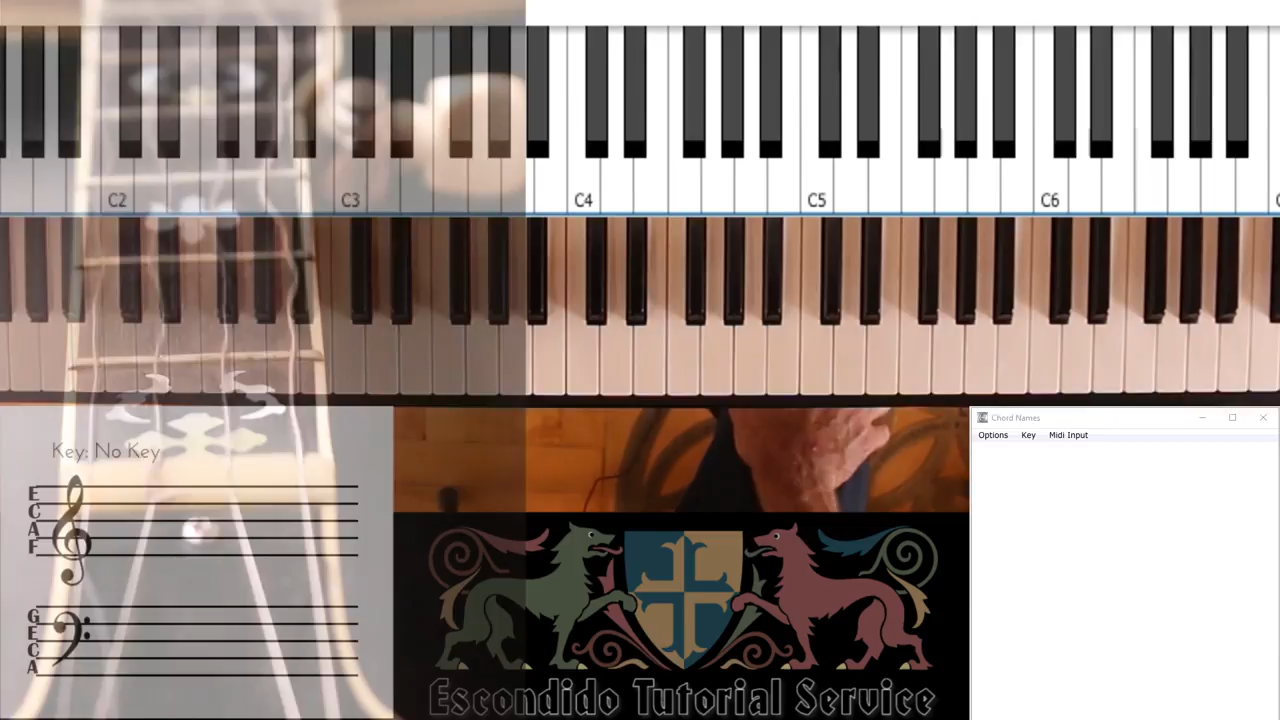 C2 C3 C4 C5 C6
Chord Names
Options Key Midi Input
Key: No Key
E
C
A
F
G
E
C
A
Escondido Tutorial Service